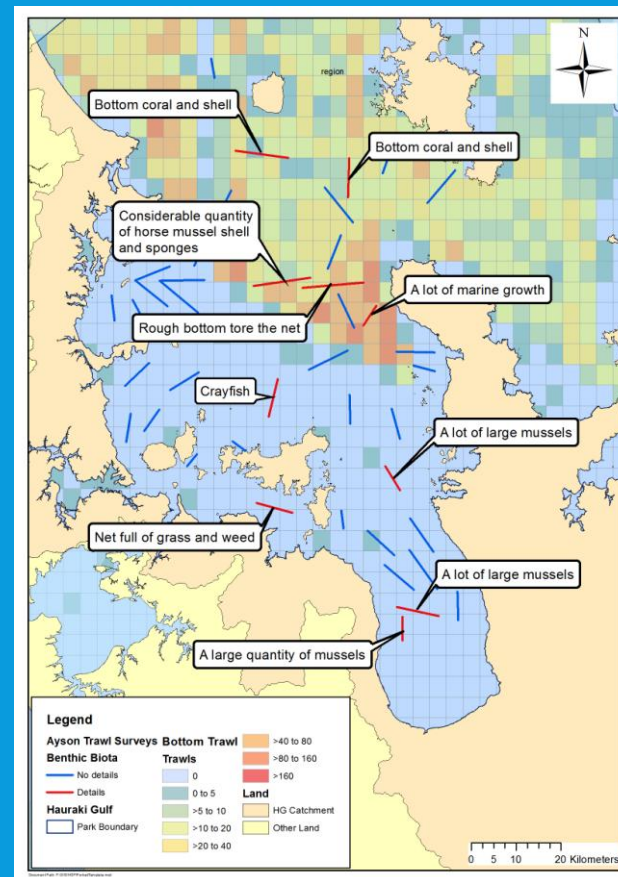 N
region
Bottom coral and shell
Bottom coral and shell
Considerable quantity
of horse mussel shell
and sponges
A lot of marine growth
Rough bottom tore the net
Crayfish
A lot of large mussels
Net full of grass and weed
A lot of large mussels
A large quantity of mussels
Legend
Ayson Trawl Surveys
Benthic Biota
No details
Details
Hauraki Gulf
Park Boundary
Bottom Trawl
Trawls
0
0 to 5
>5 to 10
>10 to 20
>20 to 40
>40 to 80
>80 to 160
>160
Land
HG Catchment
Other Land
0 5 10 20 Kilometers